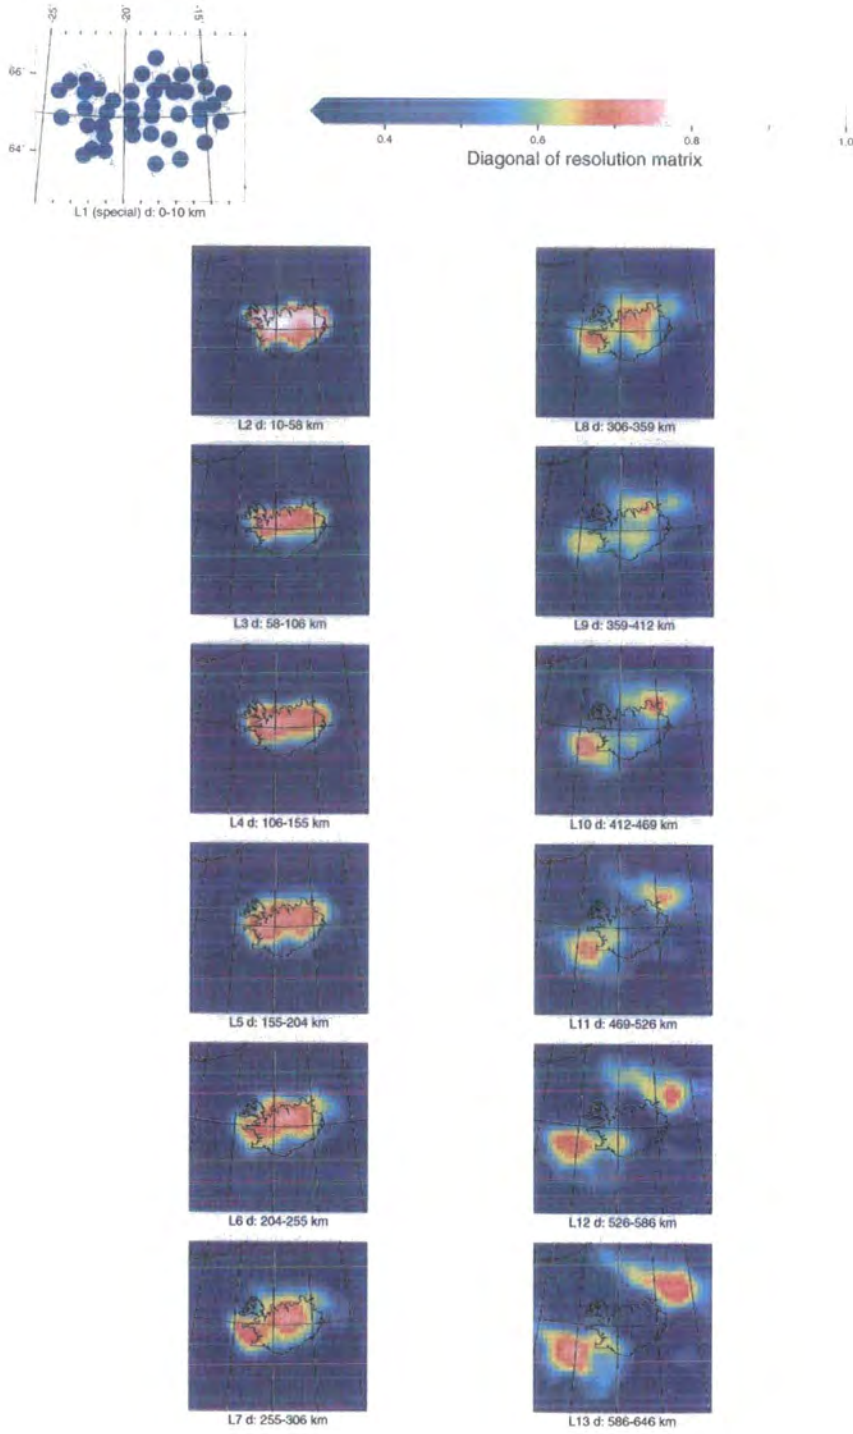 -25° -20° -15°
66°
64°
L1 (special) d: 0-10 km
0.4 0.6 0.8 1.0
Diagonal of resolution matrix
L2 d: 10-58 km
L8 d: 306-359 km
L3 d: 58-106 km
L9 d: 359-412 km
L4 d: 106-155 km
L10 d: 412-469 km
L5 d: 155-204 km
L11 d: 469-526 km
L6 d: 204-255 km
L12 d: 526-586 km
L7 d: 255-306 km
L13 d: 586-646 km